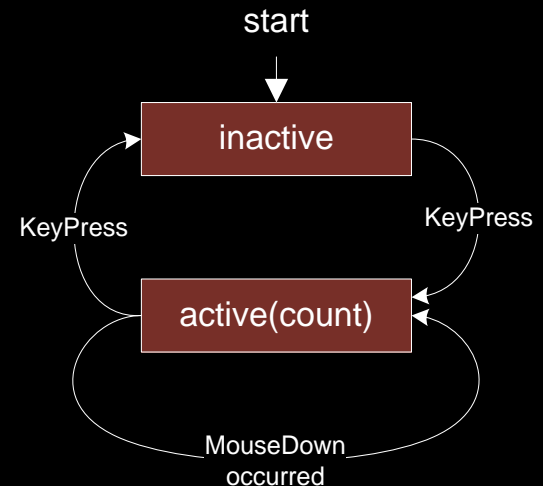 start
inactive
KeyPress
KeyPress
active(count)
MouseDown
occurred